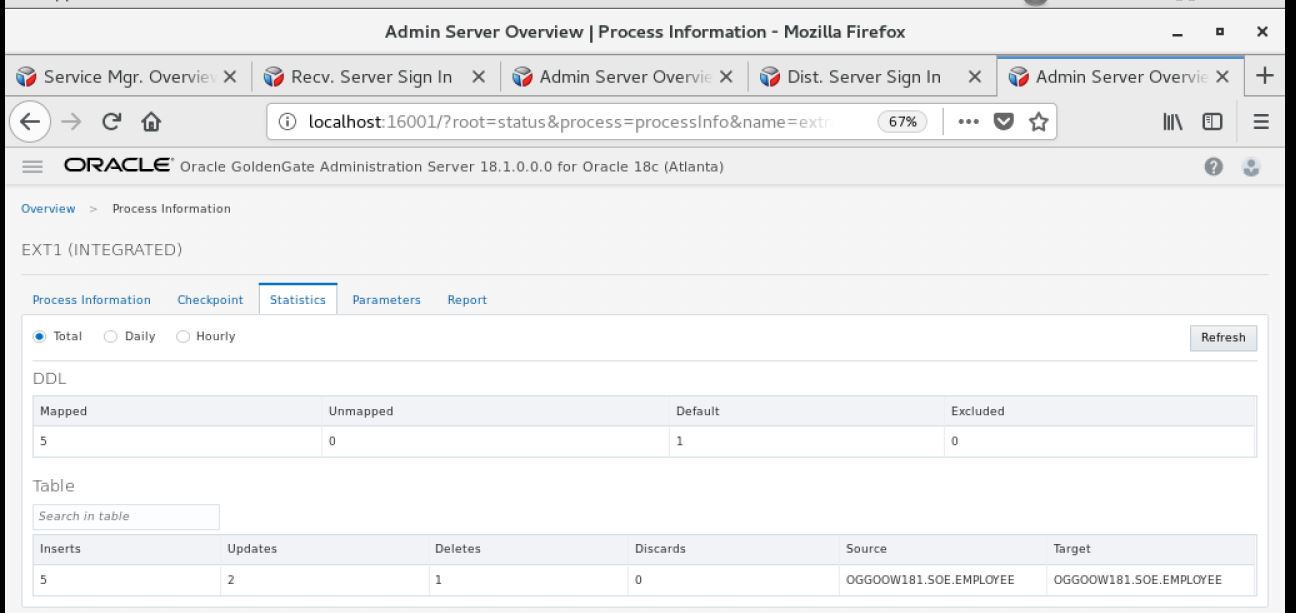 Admin Server Overview | Process Information - Mozilla Firefox
Service Mgr. Overview Recv. Server Sign In Admin Server Overvie Dist. Server Sign In Admin Server Overvie
localhost:16001/?root=status&process=processInfo&name=extr 67%
ORACLE Oracle GoldenGate Administration Server 18.1.0.0.0 for Oracle 18c (Atlanta)
Overview > Process Information
EXT1 (INTEGRATED)
Process Information Checkpoint Statistics Parameters Report
Total Daily Hourly Refresh
DDL
Mapped Unmapped Default Excluded
5 0 1 0
Table
Search in table
Inserts Updates Deletes Discards Source Target
5 2 1 0 OGGOOW181.SOE.EMPLOYEE OGGOOW181.SOE.EMPLOYEE